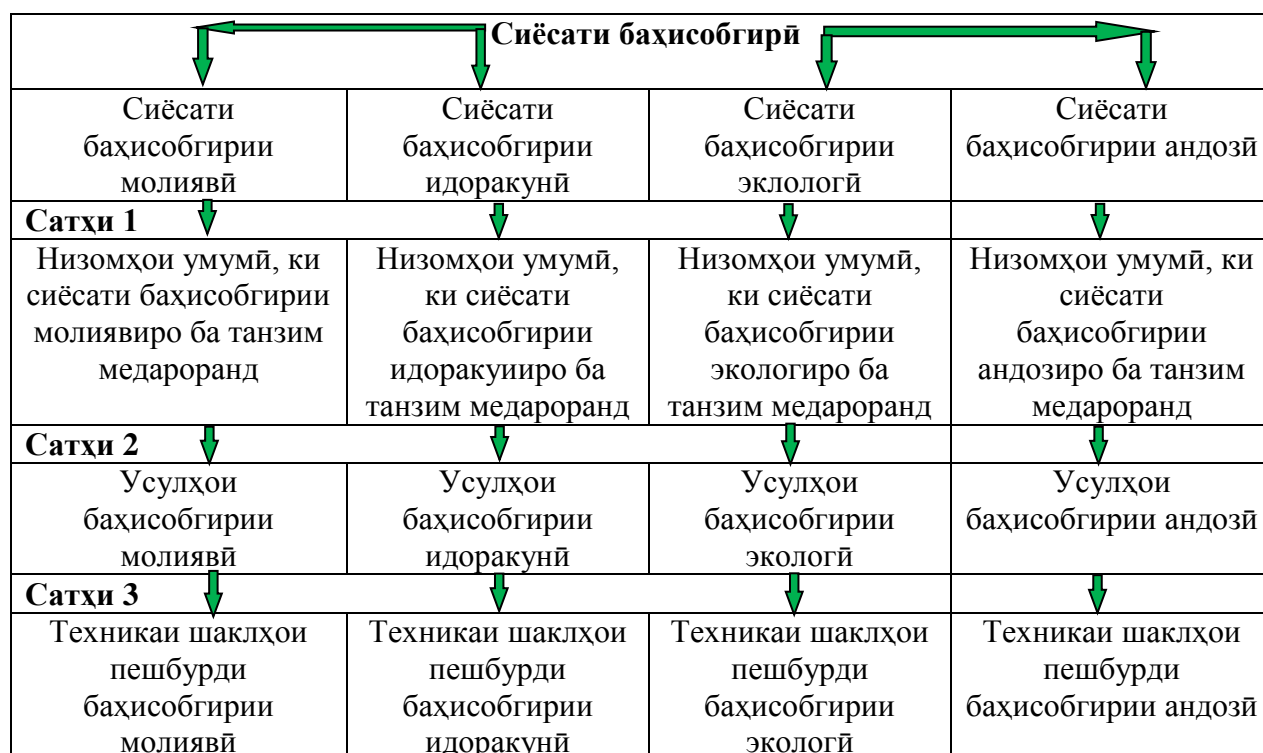 Сиёсати баҳисобгирӣ
Сиёсати
баҳисобгирии
молиявӣ
Сиёсати
баҳисобгирии
идоракунӣ
Сиёсати
баҳисобгирии
эклологӣ
Сиёсати
баҳисобгирии андозӣ
Сатҳи 1
Низомҳои умумӣ, ки
сиёсати баҳисобгирии
молиявиро ба танзим
медароранд
Низомҳои умумӣ,
ки сиёсати
баҳисобгирии
идоракуииро ба
танзим медароранд
Низомҳои умумӣ,
ки сиёсати
баҳисобгирии
экологиро ба
танзим медароранд
Низомҳои умумӣ, ки
сиёсати
баҳисобгирии
андозиро ба танзим
медароранд
Сатҳи 2
Усулҳои
баҳисобгирии
молиявӣ
Усулҳои
баҳисобгирии
идоракунӣ
Усулҳои
баҳисобгирии
экологӣ
Усулҳои
баҳисобгирии андозӣ
Сатҳи 3
Техникаи шаклҳои
пешбурди
баҳисобгирии
молиявӣ
Техникаи шаклҳои
пешбурди
баҳисобгирии
идоракунӣ
Техникаи шаклҳои
пешбурди
баҳисобгирии
экологӣ
Техникаи шаклҳои
пешбурди
баҳисобгирии андозӣ